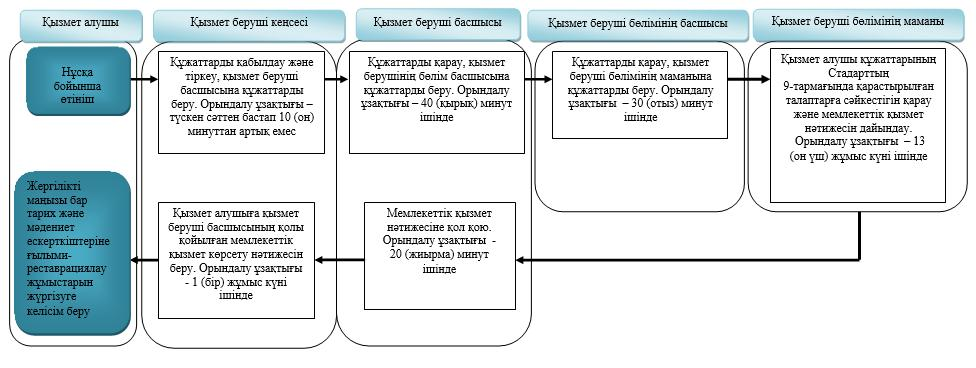 Қызмет алушы
Қызмет беруші кеңсесі
Қызмет беруші басшысы
Қызмет беруші бөлімінің басшысы
Қызмет беруші бөлімінің маманы
Нұсқа
бойынша
өтініш
Құжаттарды қабылдау және
тіркеу, қызмет беруші
басшысына құжаттарды
беру. Орындалу ұзақтығы –
түскен сәттен бастап 10 (он)
минуттан артық емес
Құжаттарды қарау, қызмет
берушінің бөлім басшысына
құжаттарды беру. Орындалу
ұзақтығы – 40 (қырық) минут
ішінде
Құжаттарды қарау, қызмет
беруші бөлімінің маманына
құжаттарды беру. Орындалу
ұзақтығы – 30 (отыз) минут
ішінде
Қызмет алушы құжаттарының
Стадарттың
9-тармағында қарастырылған
талаптарға сәйкестігін қарау
және мемлекеттік қызмет
нәтижесін дайындау.
Орындалу ұзақтығы – 13
(он үш) жұмыс күні ішінде
Жергілікті
маңызы бар
тарих және
мәдениет
ескерткіштеріне
ғылыми-
реставрациялау
жұмыстарын
жүргізуге
келісім беру
Қызмет алушыға қызмет
беруші басшысының қолы
қойылған мемлекеттік
қызмет көрсету нәтижесін
беру. Орындалу ұзақтығы
- 1 (бір) жұмыс күні
ішінде
Мемлекеттік қызмет
нәтижесіне қол қою.
Орындалу ұзақтығы -
20 (жиырма) минут
ішінде